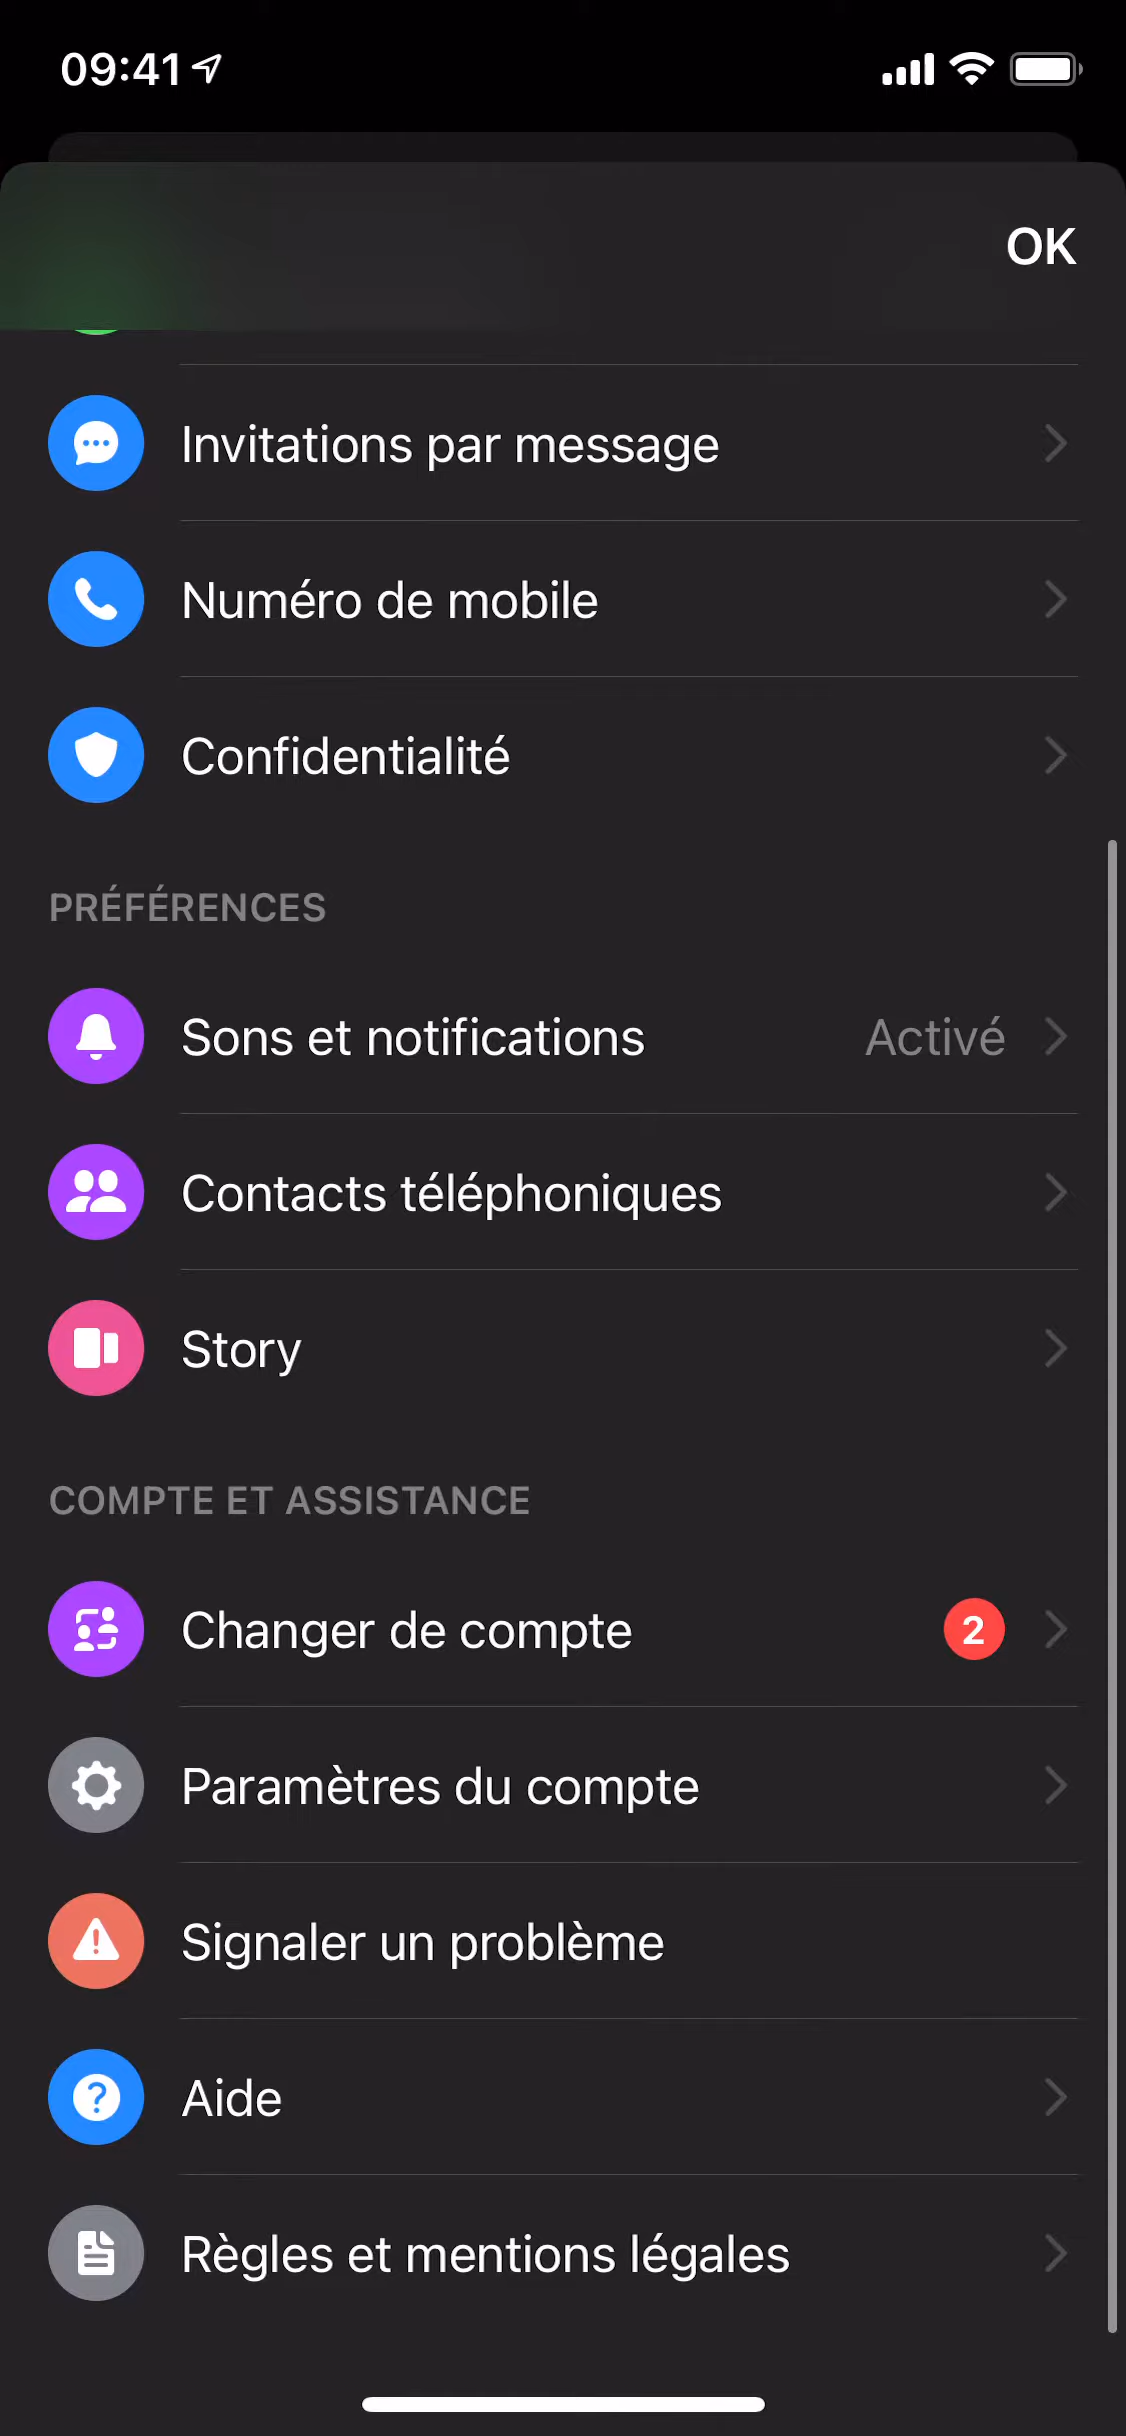 09:41
OK
Invitations par message
Numéro de mobile
Confidentialité
PRÉFÉRENCES
Sons et notifications Activé
Contacts téléphoniques
Story
COMPTE ET ASSISTANCE
Changer de compte 2
Paramètres du compte
Signaler un problème
Aide
Règles et mentions légales